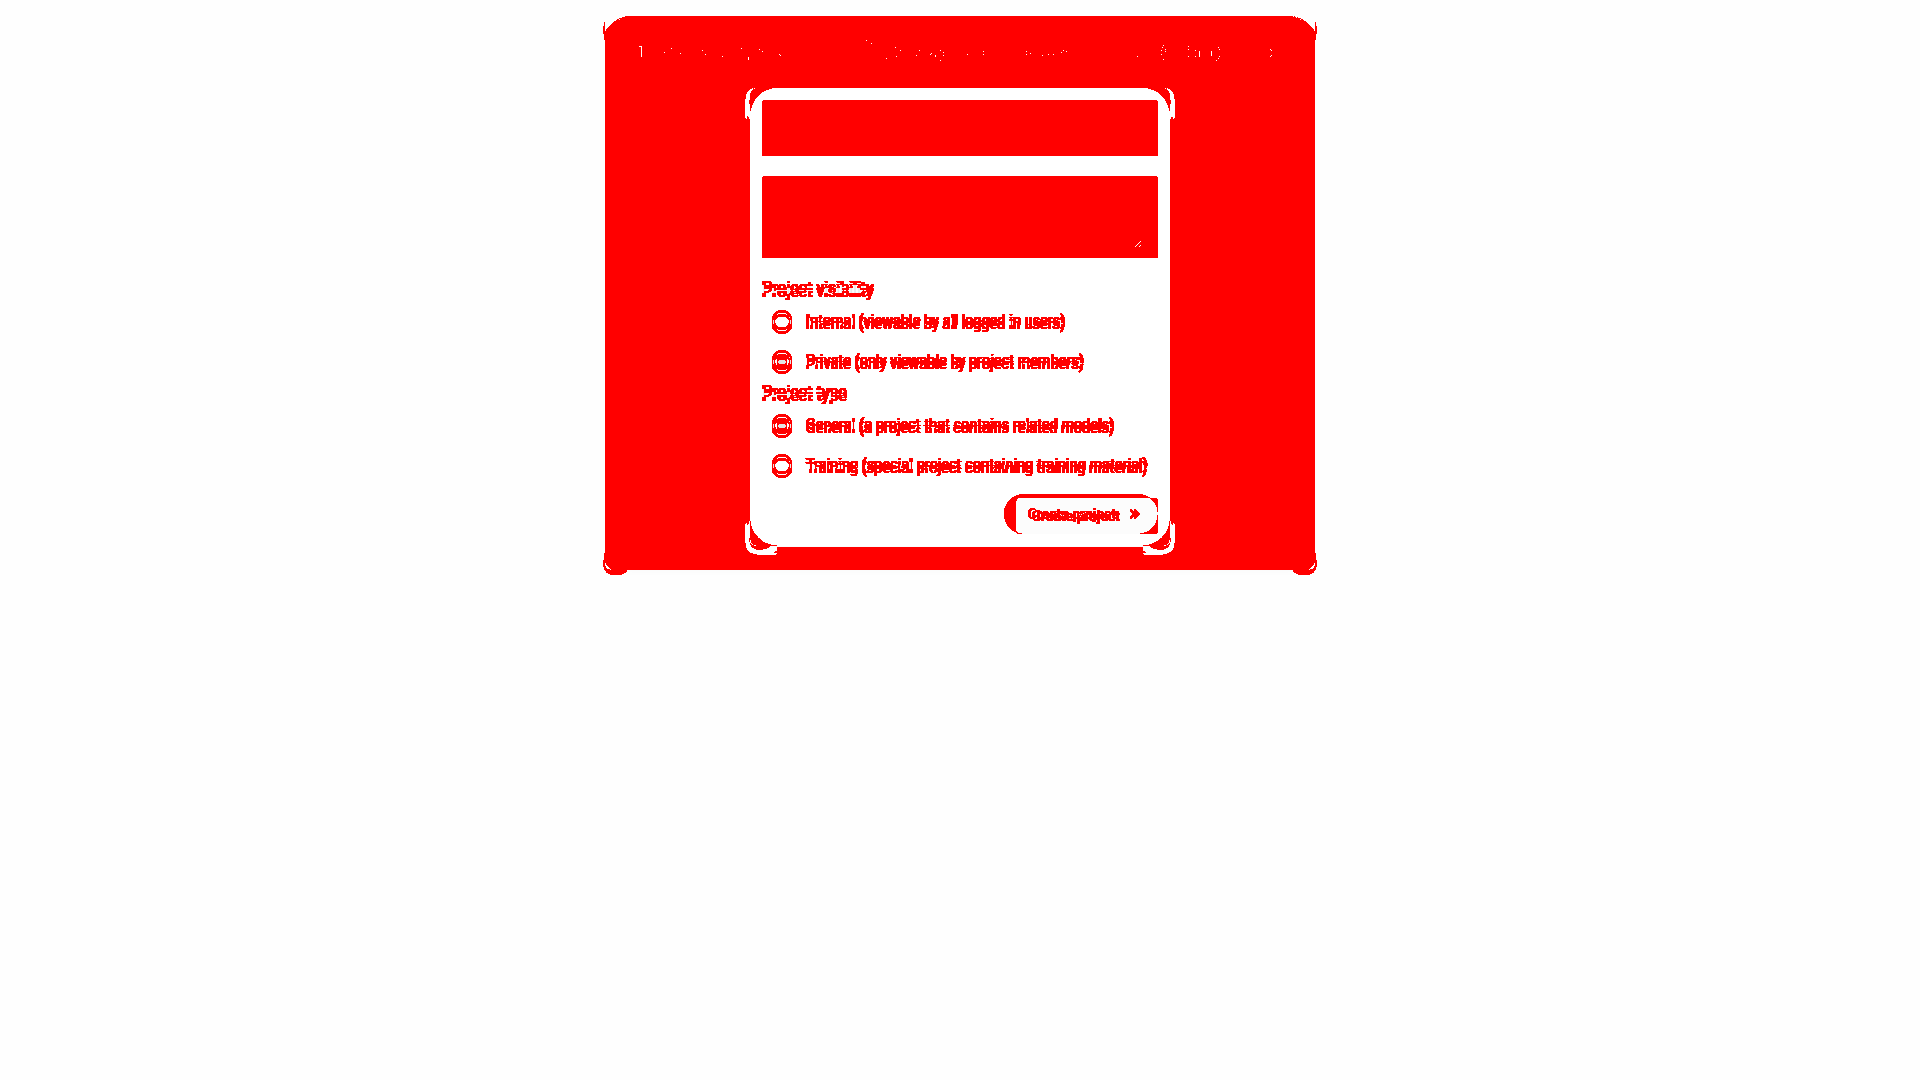 Project visibility
Internal (viewable by all logged in users)
Private (only viewable by project members)
Project type
General (a project that contains related models)
Training (special project containing training material)
Create project »